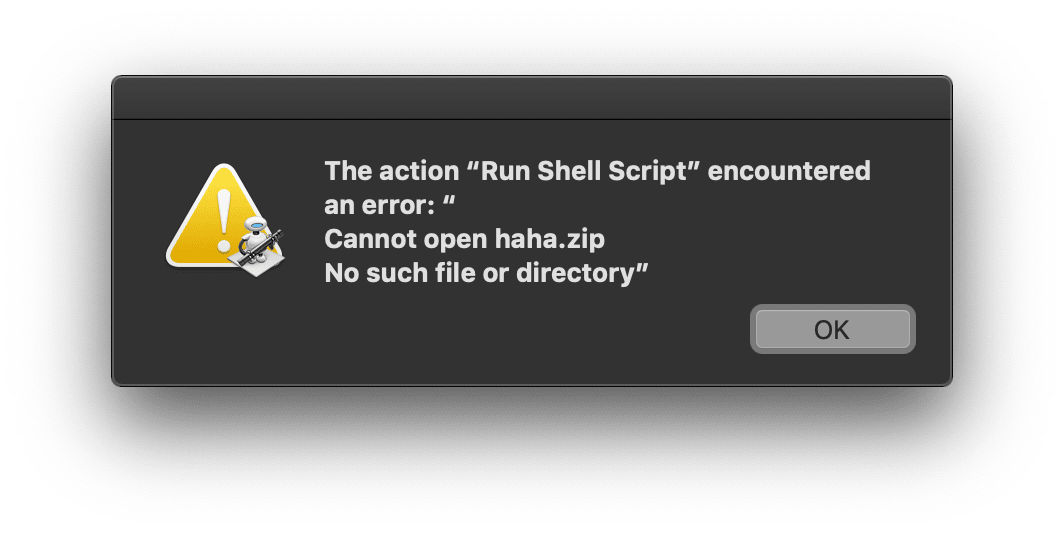 The action “Run Shell Script” encountered
an error: “
Cannot open haha.zip
No such file or directory”
OK